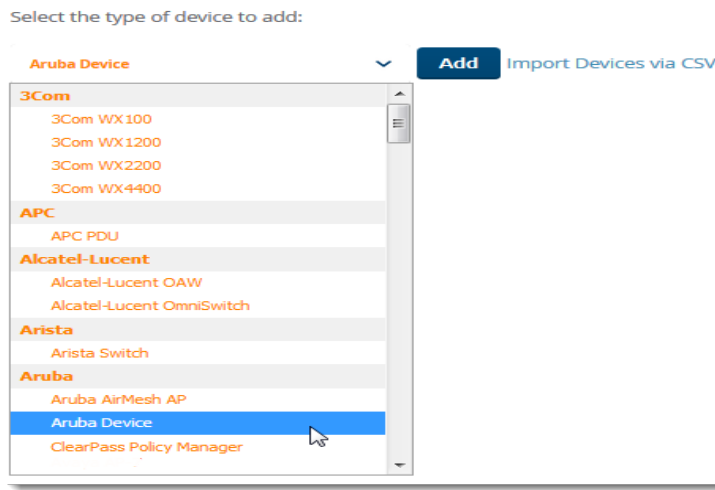 Select the type of device to add:
Aruba Device Add Import Devices via CSV
3Com
3Com WX100
3Com WX1200
3Com WX2200
3Com WX4400
APC
APC PDU
Alcatel-Lucent
Alcatel-Lucent OAW
Alcatel-Lucent OmniSwitch
Arista
Arista Switch
Aruba
Aruba AirMesh AP
Aruba Device
ClearPass Policy Manager